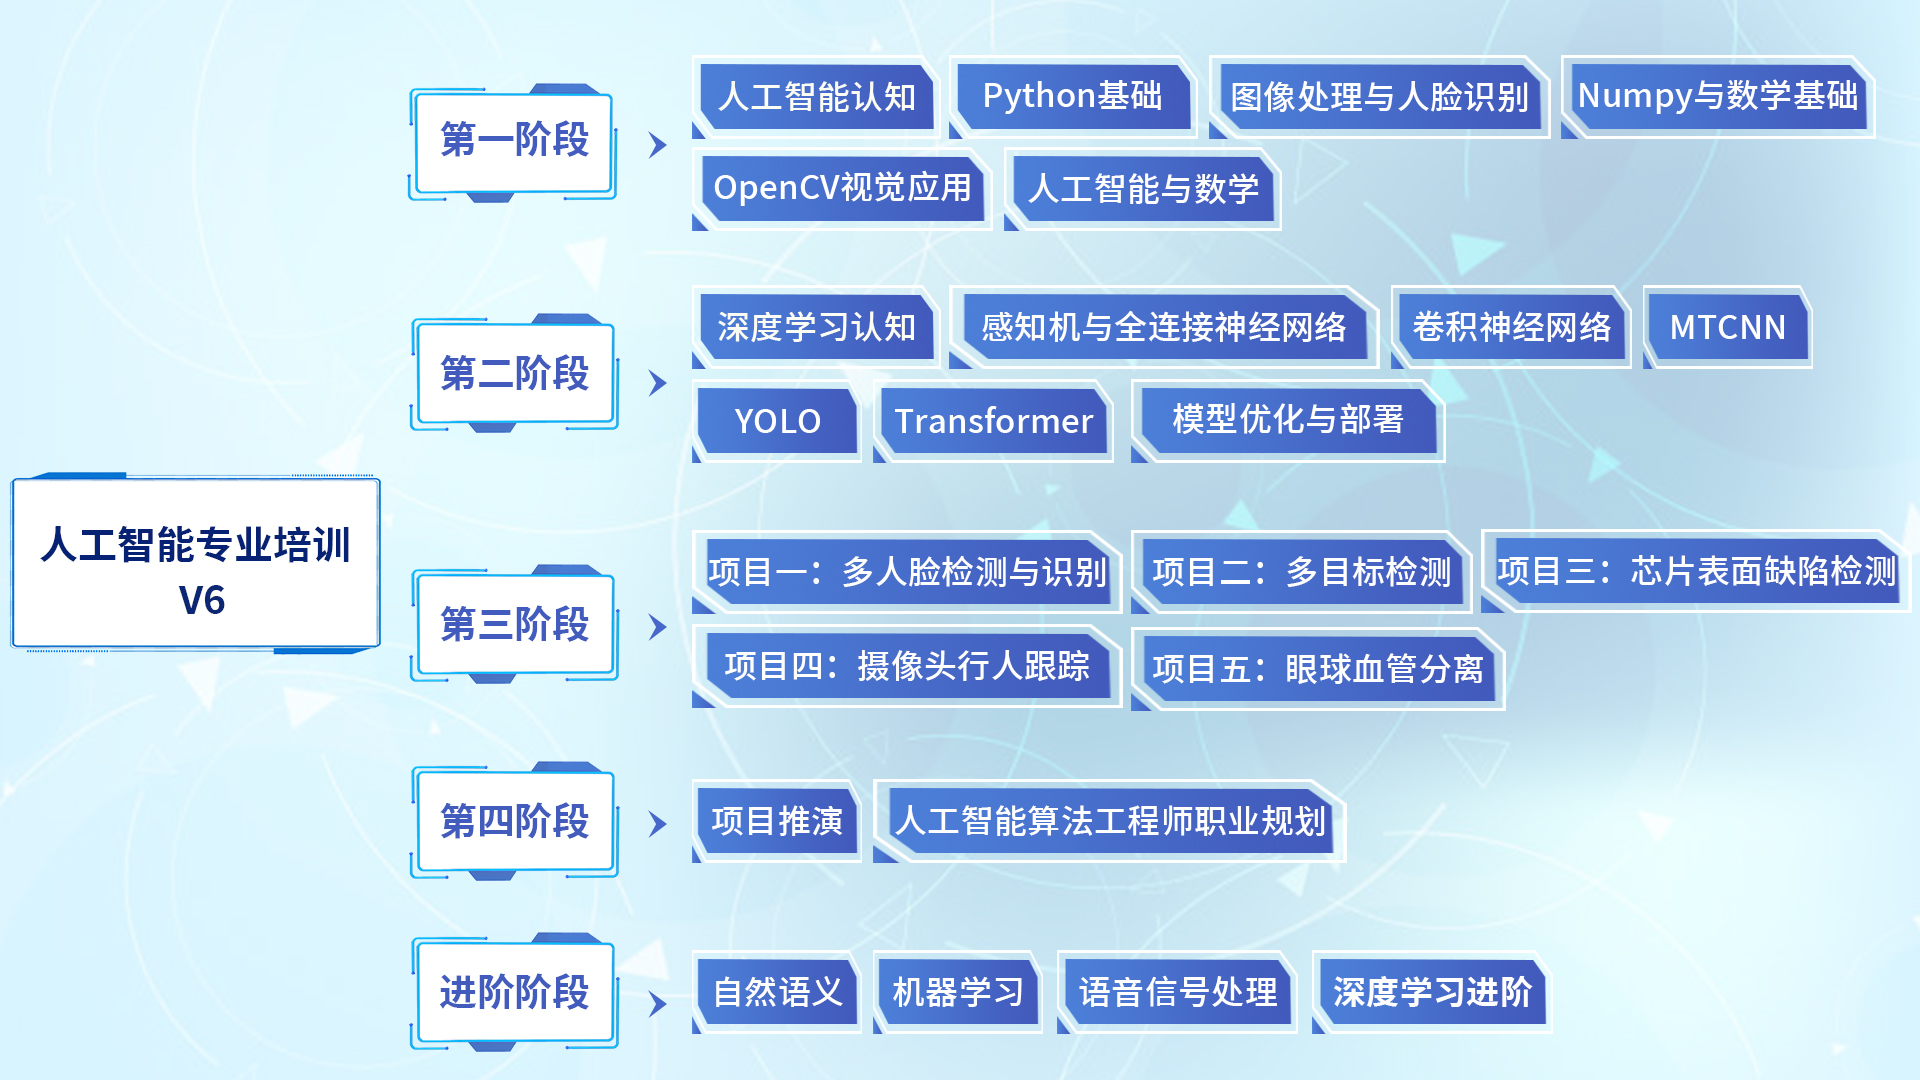 人工智能专业培训
V6
第一阶段
人工智能认知
Python基础
图像处理与人脸识别
Numpy与数学基础
OpenCV视觉应用
人工智能与数学
第二阶段
深度学习认知
感知机与全连接神经网络
卷积神经网络
MTCNN
YOLO
Transformer
模型优化与部署
第三阶段
项目一：多人脸检测与识别
项目二：多目标检测
项目三：芯片表面缺陷检测
项目四：摄像头行人跟踪
项目五：眼球血管分离
第四阶段
项目推演
人工智能算法工程师职业规划
进阶阶段
自然语义
机器学习
语音信号处理
深度学习进阶